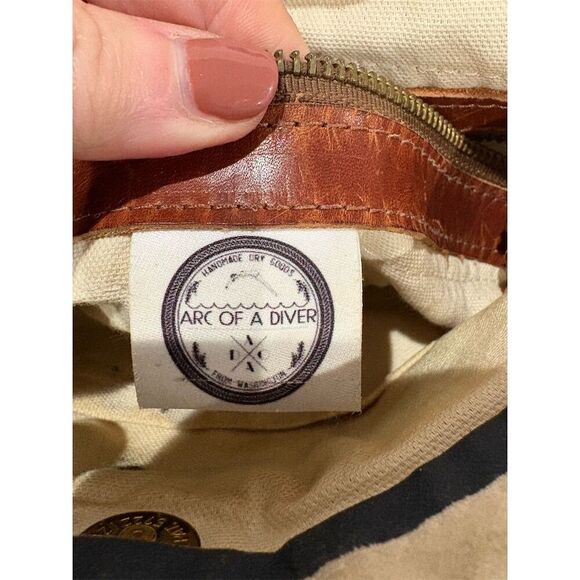 HANDMADE DRY GOODS
ARC OF A DIVER
A
D O
A
FROM WASHINGTON